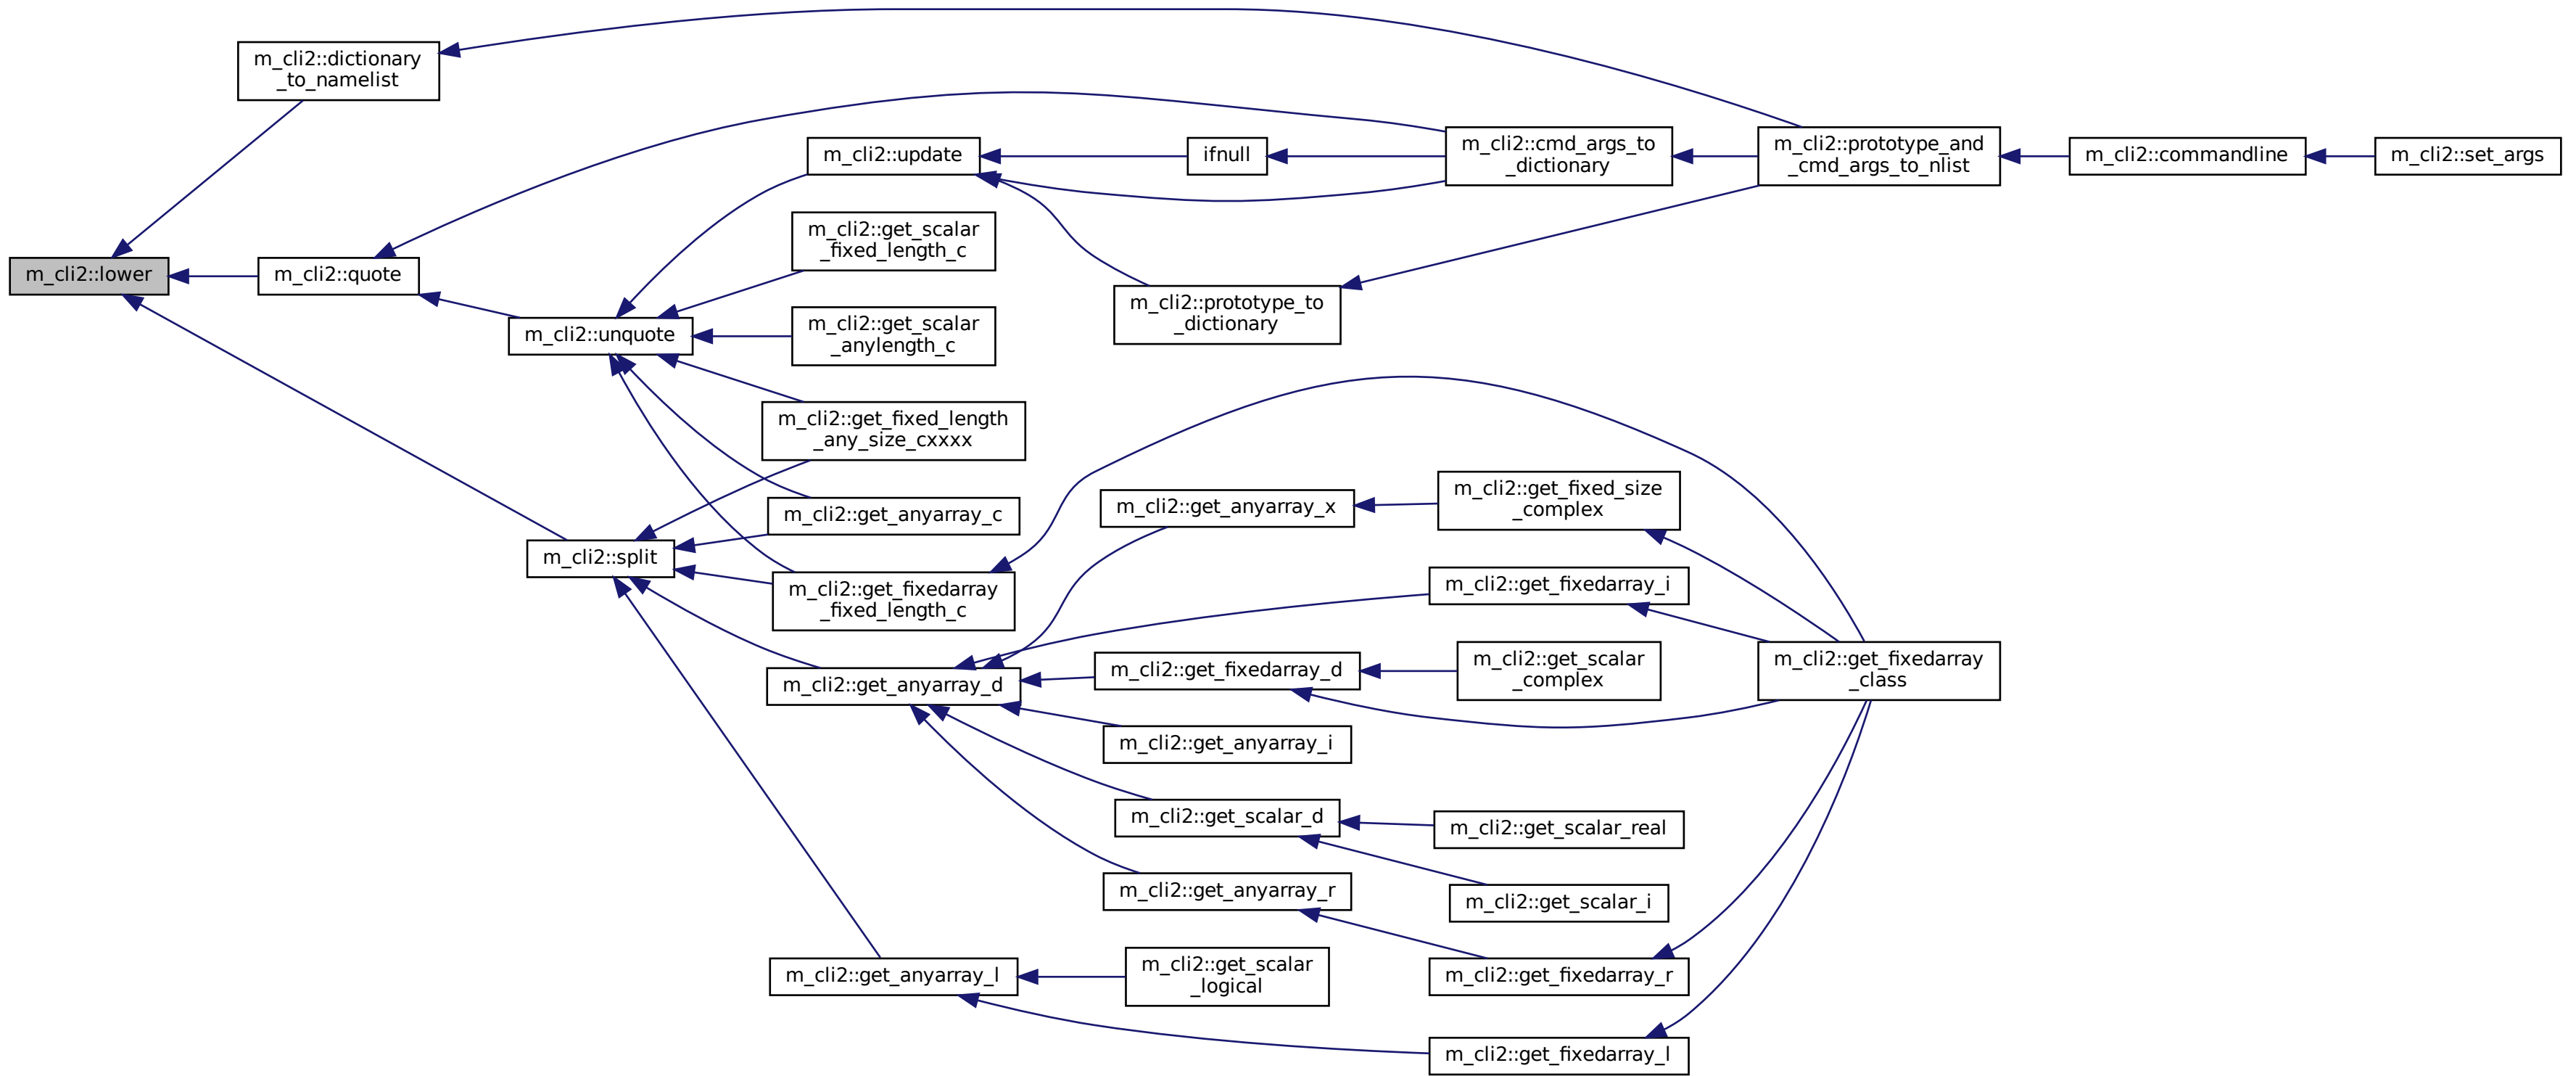 m_cli2::lower
m_cli2::dictionary
_to_namelist
m_cli2::quote
m_cli2::unquote
m_cli2::split
m_cli2::update
m_cli2::get_scalar
_fixed_length_c
m_cli2::get_scalar
_anylength_c
m_cli2::get_fixed_length
_any_size_cxxxx
m_cli2::get_anyarray_c
m_cli2::get_fixedarray
_fixed_length_c
m_cli2::get_anyarray_d
m_cli2::get_anyarray_l
ifnull
m_cli2::prototype_to
_dictionary
m_cli2::get_anyarray_x
m_cli2::get_fixedarray_d
m_cli2::get_anyarray_i
m_cli2::get_scalar_d
m_cli2::get_anyarray_r
m_cli2::get_scalar
_logical
m_cli2::cmd_args_to
_dictionary
m_cli2::get_fixed_size
_complex
m_cli2::get_fixedarray_i
m_cli2::get_scalar
_complex
m_cli2::get_scalar_real
m_cli2::get_scalar_i
m_cli2::get_fixedarray_r
m_cli2::get_fixedarray_l
m_cli2::prototype_and
_cmd_args_to_nlist
m_cli2::get_fixedarray
_class
m_cli2::commandline
m_cli2::set_args